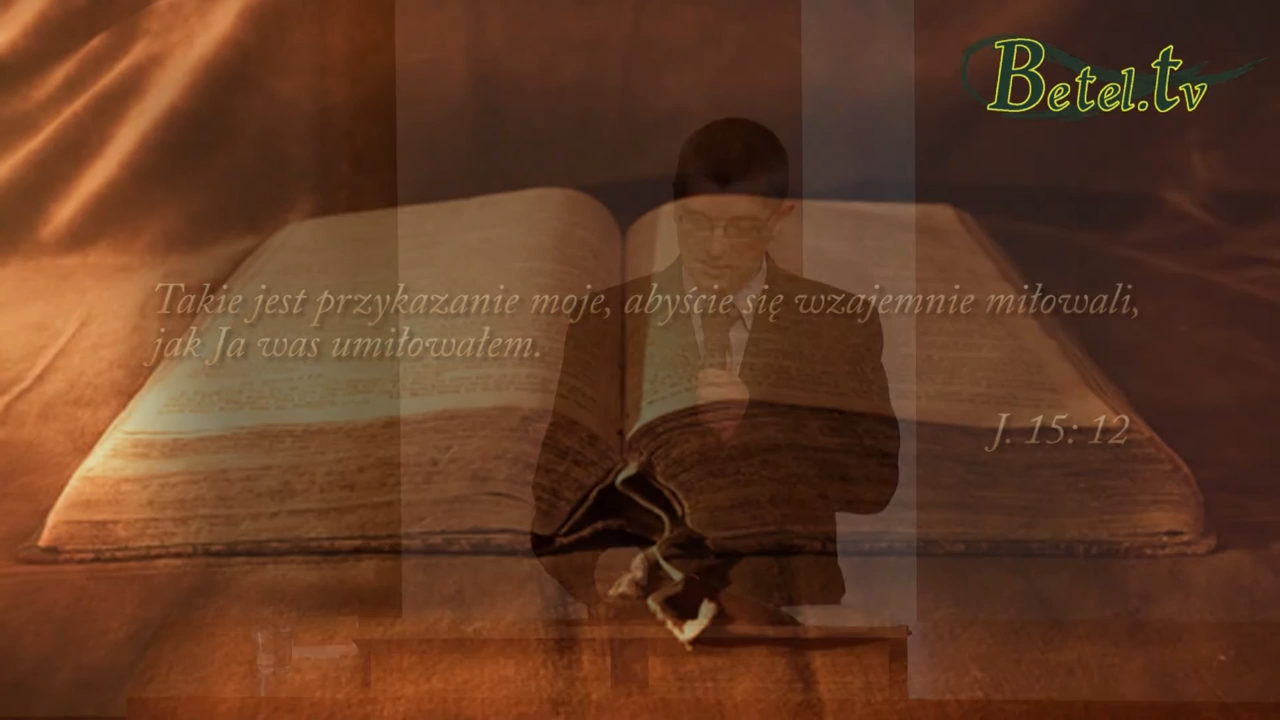 Betel.tv
Takie jest przykazanie moje, abyście się wzajemnie miłowali,
jak Ja was umiłowałem.
J. 15: 12